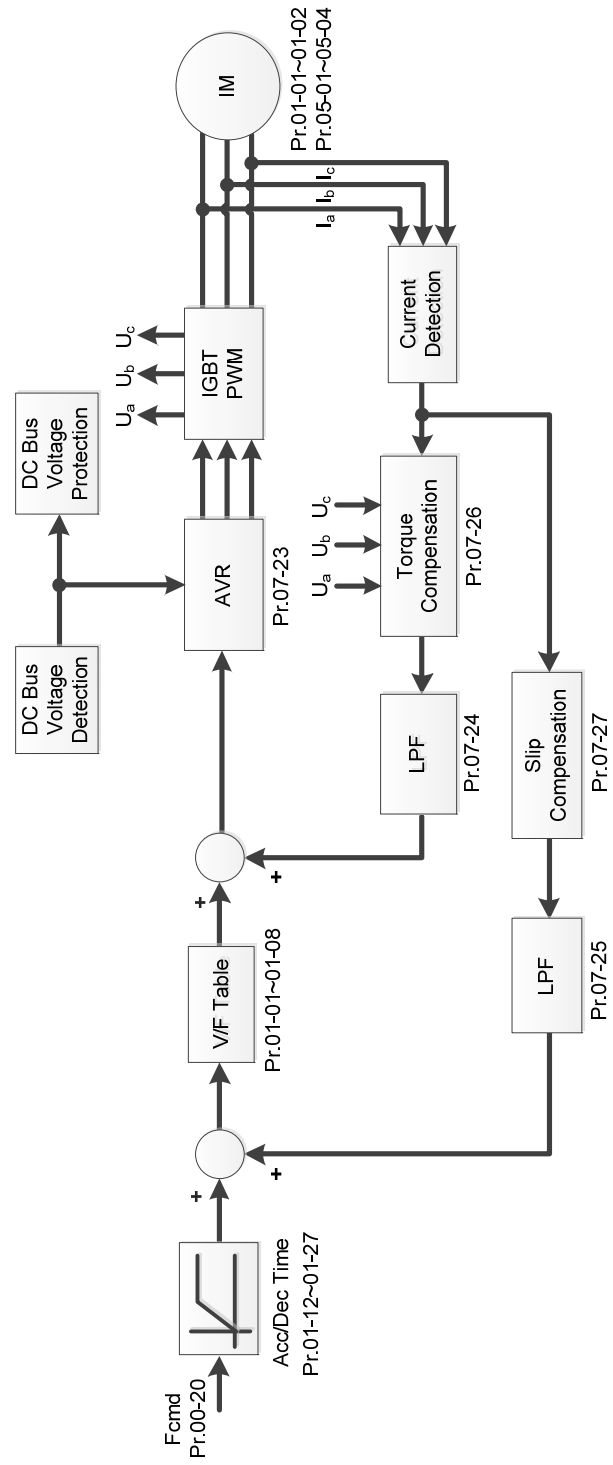 DC Bus
Voltage
Detection
DC Bus
Voltage
Protection
Fcmd
Pr.00-20
Acc/Dec Time
Pr.01-12~01-27
+
+
V/F Table
Pr.01-01~01-08
+
+
AVR
Pr.07-23
Ua
Ub
Uc
IGBT
PWM
IM
Pr.01-01~01-02
Pr.05-01~05-04
Ia
Ib
Ic
Current
Detection
Ua
Ub
Uc
Torque
Compensation
Pr.07-26
LPF
Pr.07-24
Slip
Compensation
Pr.07-27
LPF
Pr.07-25